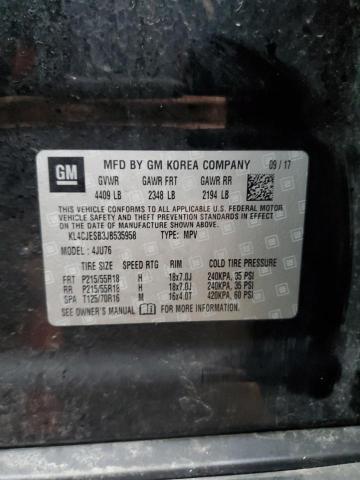 GM
MFD BY GM KOREA COMPANY 09/17
GVWR GAWR FRT GAWR RR
4409 LB 2348 LB 2194 LB
THIS VEHICLE CONFORMS TO ALL APPLICABLE U.S. FEDERAL MOTOR
VEHICLE SAFETY, BUMPER, AND THEFT PREVENTION STANDARDS IN
EFFECT ON THE DATE OF MANUFACTURE SHOWN ABOVE.
KL4CJESB3JB535958 TYPE: MPV
MODEL: 4JU76
TIRE SIZE SPEED RTG RIM COLD TIRE PRESSURE
FRT P215/55R18 H 18x7.0J 240KPA, 35 PSI
RR P215/55R18 H 18x7.0J 240KPA, 35 PSI
SPA T125/70R16 M 16x4.0T 420KPA, 60 PSI
SEE OWNER'S MANUAL FOR MORE INFORMATION.